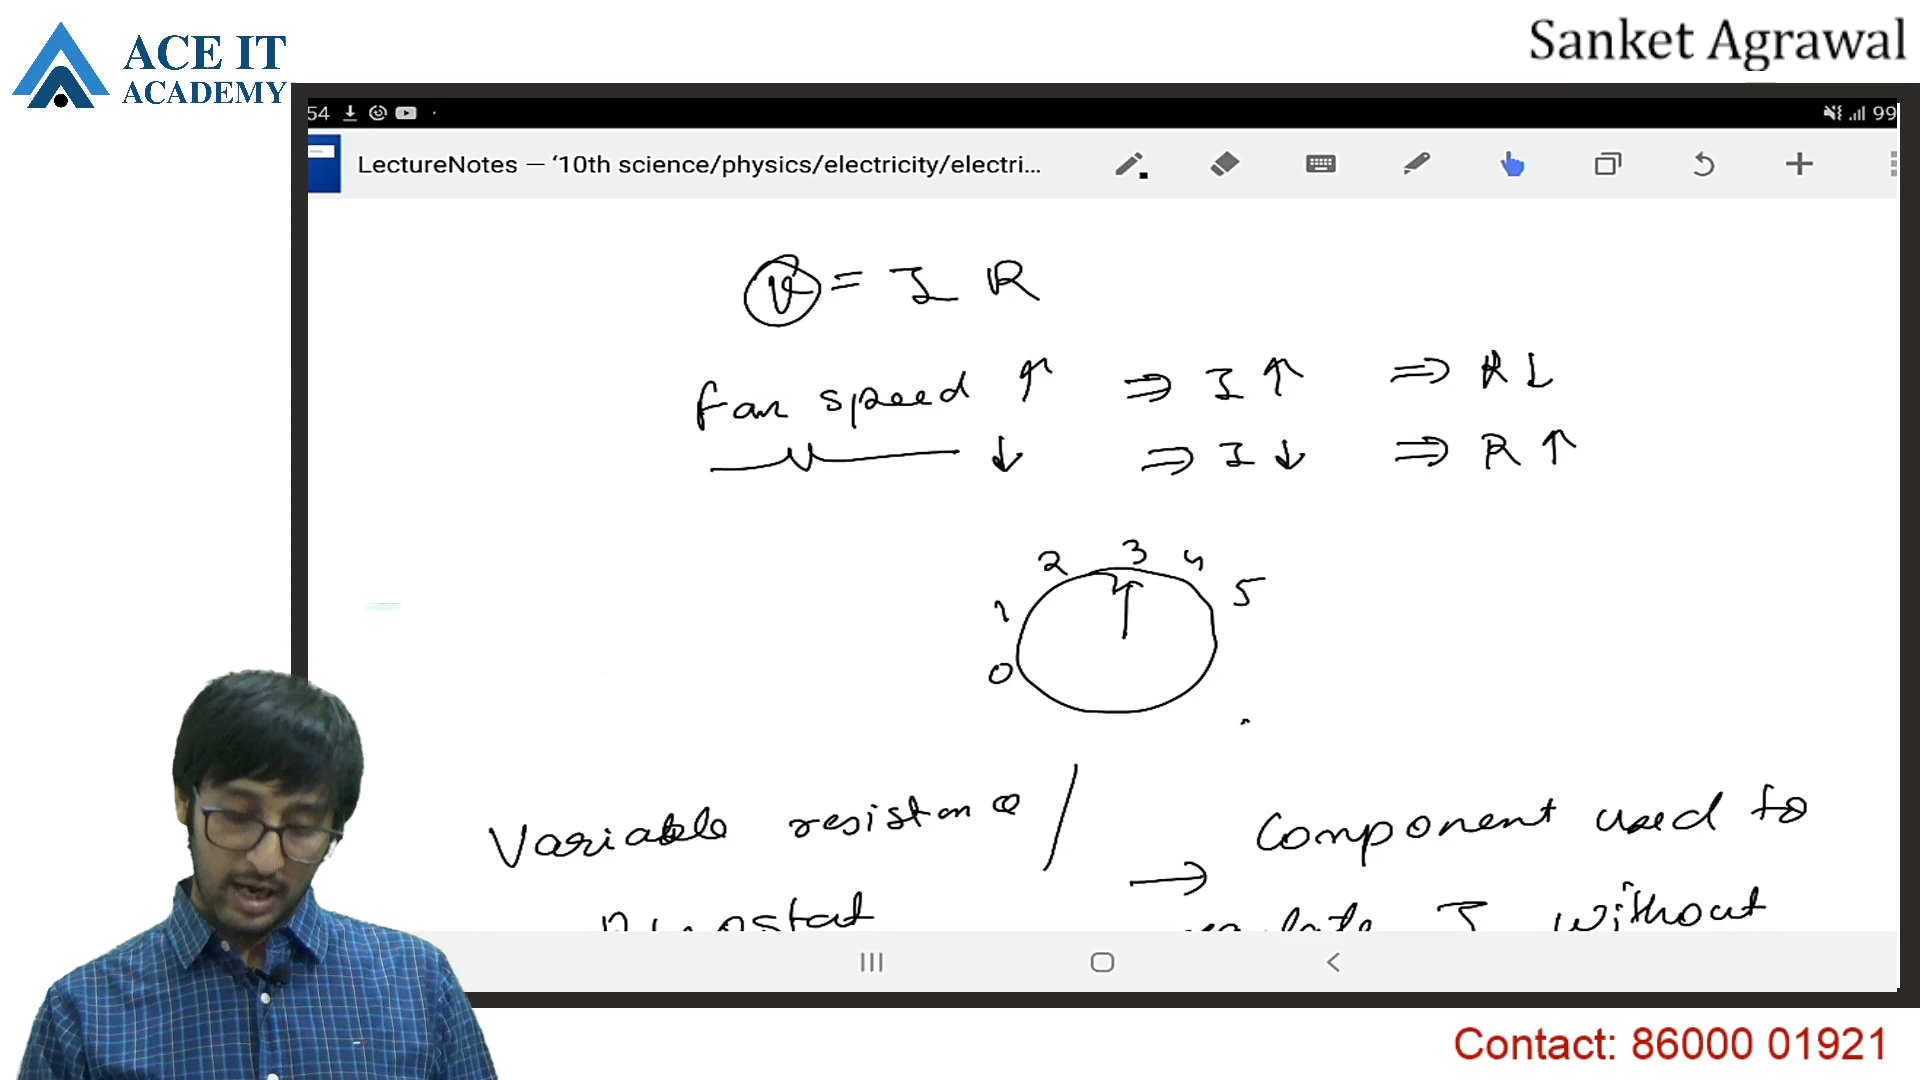 ACE IT
ACADEMY
Sanket Agrawal
54
99
LectureNotes — ‘10th science/physics/electricity/electri...
V = I R
fan speed ↑ ⇒ I ↑ ⇒ R ↓
↓ ⇒ I ↓ ⇒ R ↑
0 1 2 3 4 5
Variable resistance /
→ Component used to
I without
Contact: 86000 01921